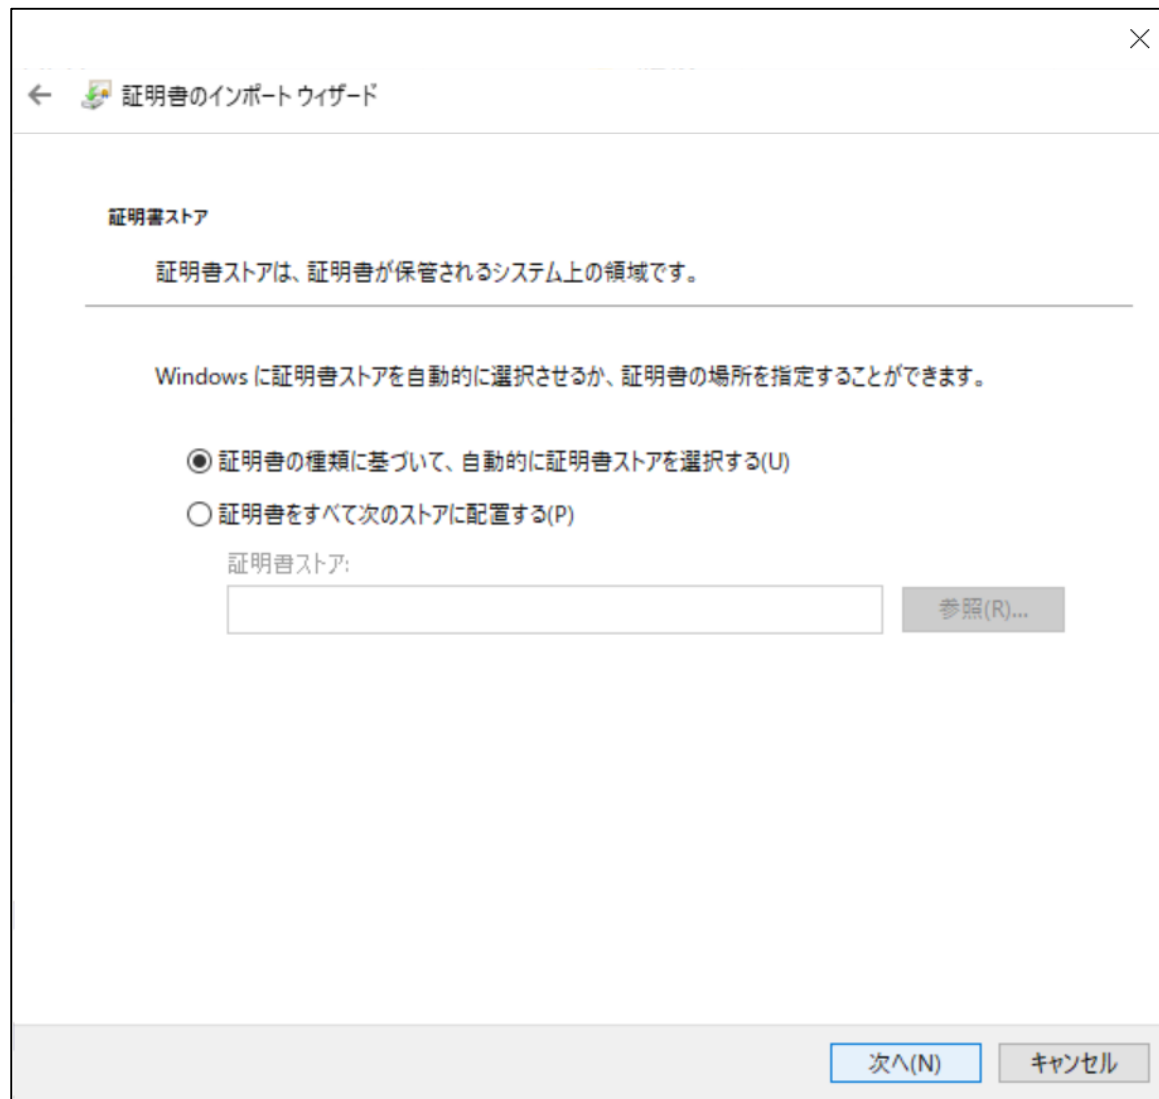 証明書のインポート ウィザード
証明書ストア
証明書ストアは、証明書が保管されるシステム上の領域です。
Windows に証明書ストアを自動的に選択させるか、証明書の場所を指定することができます。
証明書の種類に基づいて、自動的に証明書ストアを選択する(U)
証明書をすべて次のストアに配置する(P)
証明書ストア:
参照(R)...
次へ(N)
キャンセル